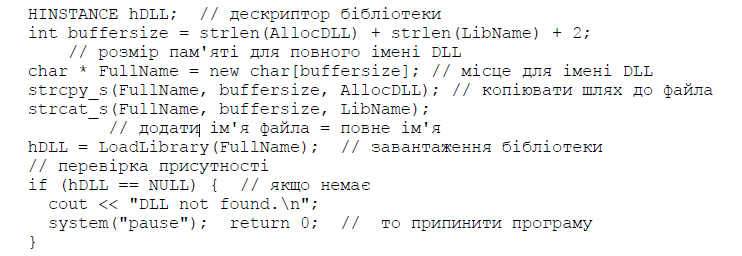 HINSTANCE hDLL;  // дескриптор бібліотеки
int buffersize = strlen(AllocDLL) + strlen(LibName) + 2;
    // розмір пам'яті для повного імені DLL
char * FullName = new char[buffersize]; // місце для імені DLL
strcpy_s(FullName, buffersize, AllocDLL); // копіювати шлях до файла
strcat_s(FullName, buffersize, LibName);
        // додати ім'я файла = повне ім'я
hDLL = LoadLibrary(FullName);  // завантаження бібліотеки
// перевірка присутності
if (hDLL == NULL) {  // якщо немає
  cout << "DLL not found.\n";
  system("pause");  return 0;  //  то припинити програму
}